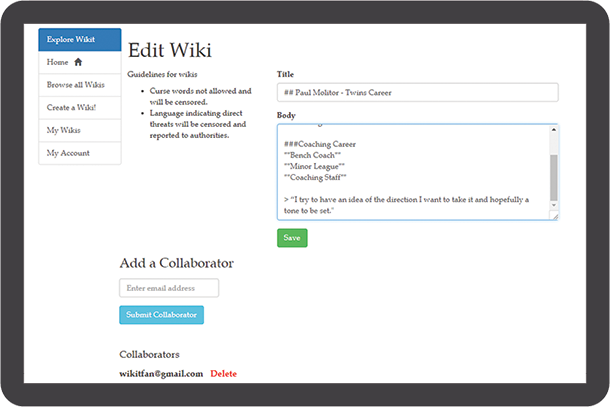 Explore Wikit
Home
Browse all Wikis
Create a Wiki!
My Wikis
My Account
Edit Wiki
Guidelines for wikis
Curse words not allowed and
will be censored.
Language indicating direct
threats will be censored and
reported to authorities.
Title
## Paul Molitor - Twins Career
Body
###Coaching Career
**Bench Coach**
**Minor League**
**Coaching Staff**
> "I try to have an idea of the direction I want to take it and hopefully a
tone to be set."
Save
Add a Collaborator
Enter email address
Submit Collaborator
Collaborators
wikitfan@gmail.com Delete